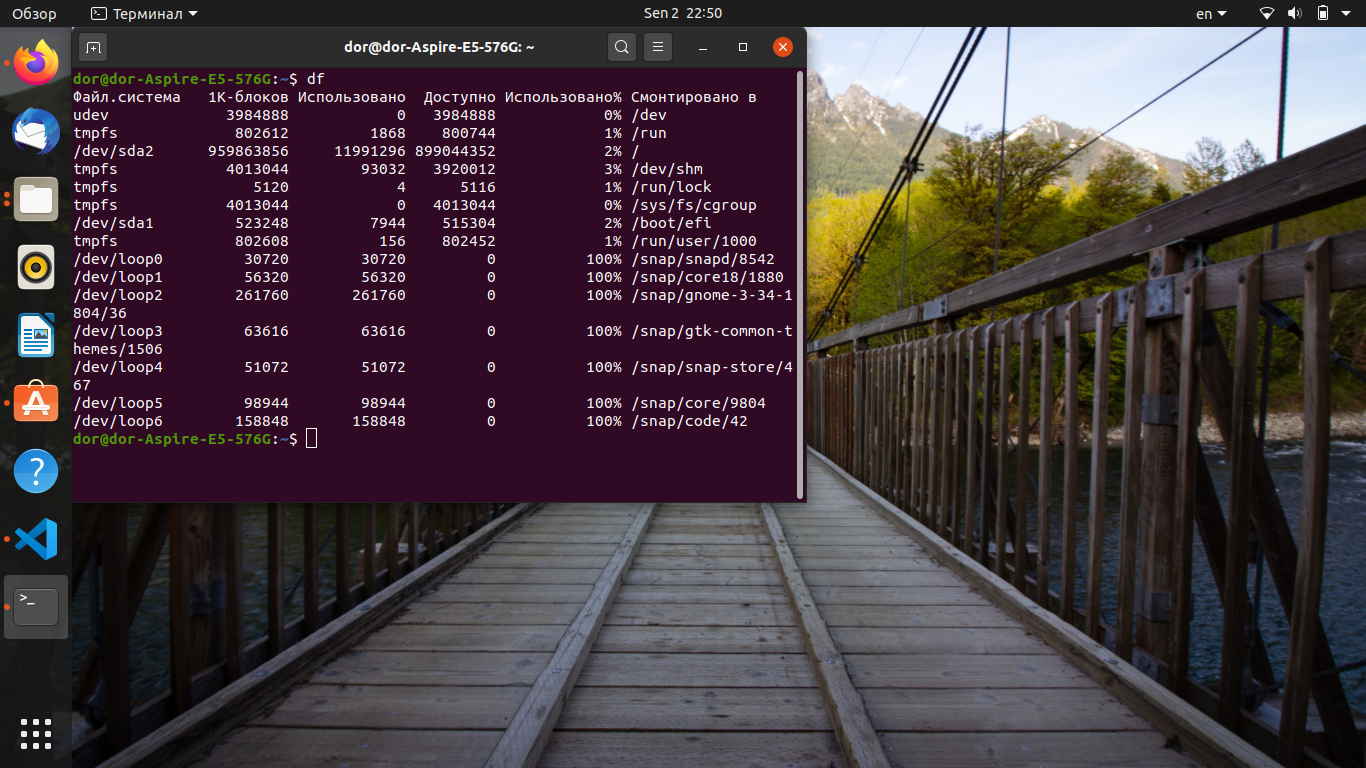 Обзор
Терминал
Sen 2 22:50
en
dor@dor-Aspire-E5-576G: ~
dor@dor-Aspire-E5-576G:~$ df
Файл.система 1K-блоков Использовано Доступно Использовано% Смонтировано в
udev 3984888 0 3984888 0% /dev
tmpfs 802612 1868 800744 1% /run
/dev/sda2 959863856 11991296 899044352 2% /
tmpfs 4013044 93032 3920012 3% /dev/shm
tmpfs 5120 4 5116 1% /run/lock
tmpfs 4013044 0 4013044 0% /sys/fs/cgroup
/dev/sda1 523248 7944 515304 2% /boot/efi
tmpfs 802608 156 802452 1% /run/user/1000
/dev/loop0 30720 30720 0 100% /snap/snapd/8542
/dev/loop1 56320 56320 0 100% /snap/core18/1880
/dev/loop2 261760 261760 0 100% /snap/gnome-3-34-1
804/36
/dev/loop3 63616 63616 0 100% /snap/gtk-common-t
hemes/1506
/dev/loop4 51072 51072 0 100% /snap/snap-store/4
67
/dev/loop5 98944 98944 0 100% /snap/core/9804
/dev/loop6 158848 158848 0 100% /snap/code/42
dor@dor-Aspire-E5-576G:~$